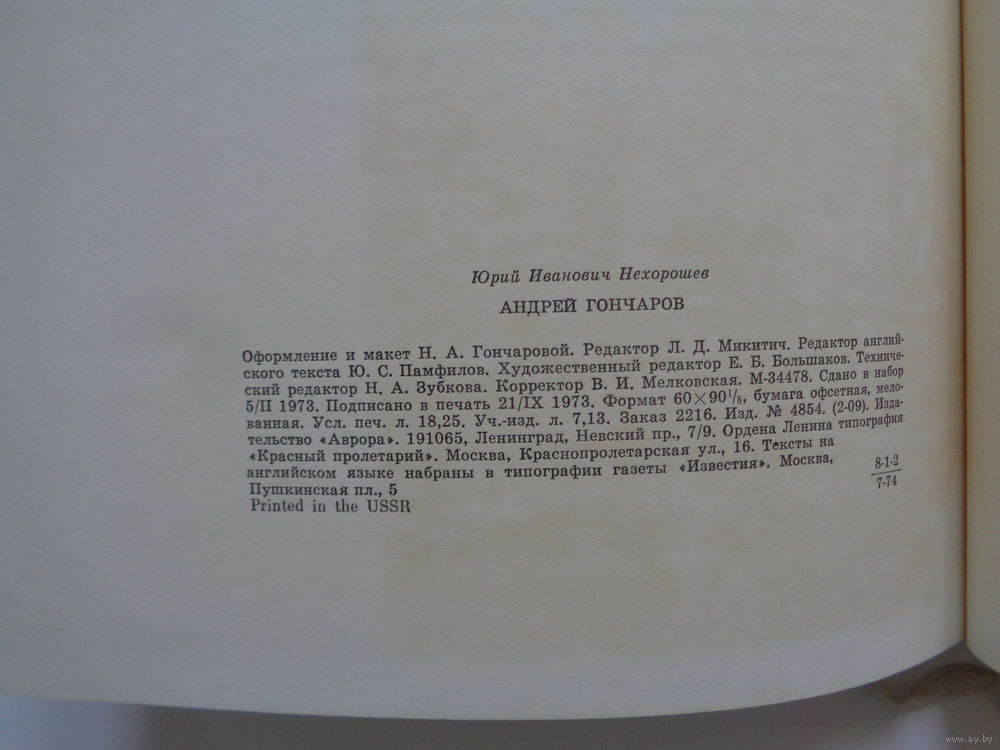 Юрий Иванович Нехорошев
АНДРЕЙ ГОНЧАРОВ
Оформление и макет Н. А. Гончаровой. Редактор Л. Д. Микитич. Редактор англий-
ского текста Ю. С. Памфилов. Художественный редактор Е. Б. Большаков. Техниче-
ский редактор Н. А. Зубкова. Корректор В. И. Мелковская. М-34478. Сдано в набор
5/II 1973. Подписано в печать 21/IX 1973. Формат 60×90 1/8, бумага офсетная, мело-
ванная. Усл. печ. л. 18,25. Уч.-изд. л. 7,13. Заказ 2216. Изд. № 4854. (2-09). Изда-
тельство «Аврора». 191065, Ленинград, Невский пр., 7/9. Ордена Ленина типография
«Красный пролетарий». Москва, Краснопролетарская ул., 16. Тексты на
английском языке набраны в типографии газеты «Известия». Москва,
Пушкинская пл., 5
8-1-2
7-74
Printed in the USSR
www.ay.by